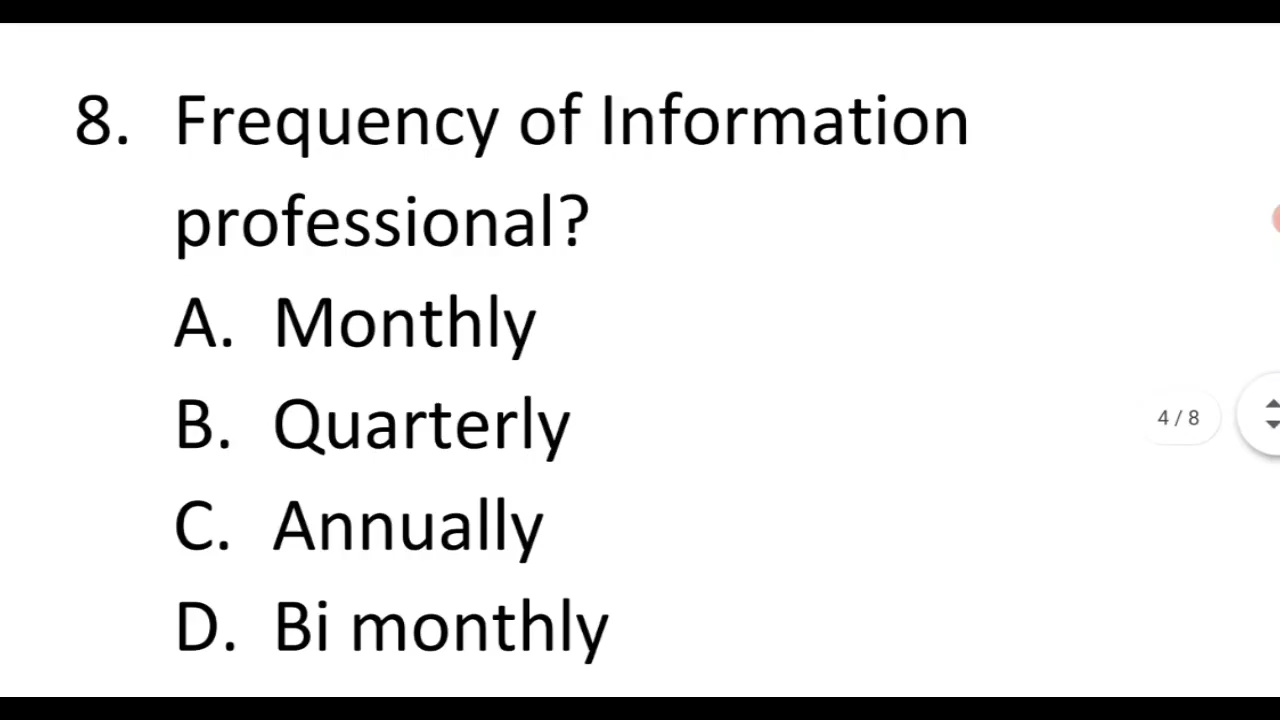 8. Frequency of Information
professional?
A. Monthly
B. Quarterly
4 / 8
C. Annually
D. Bi monthly